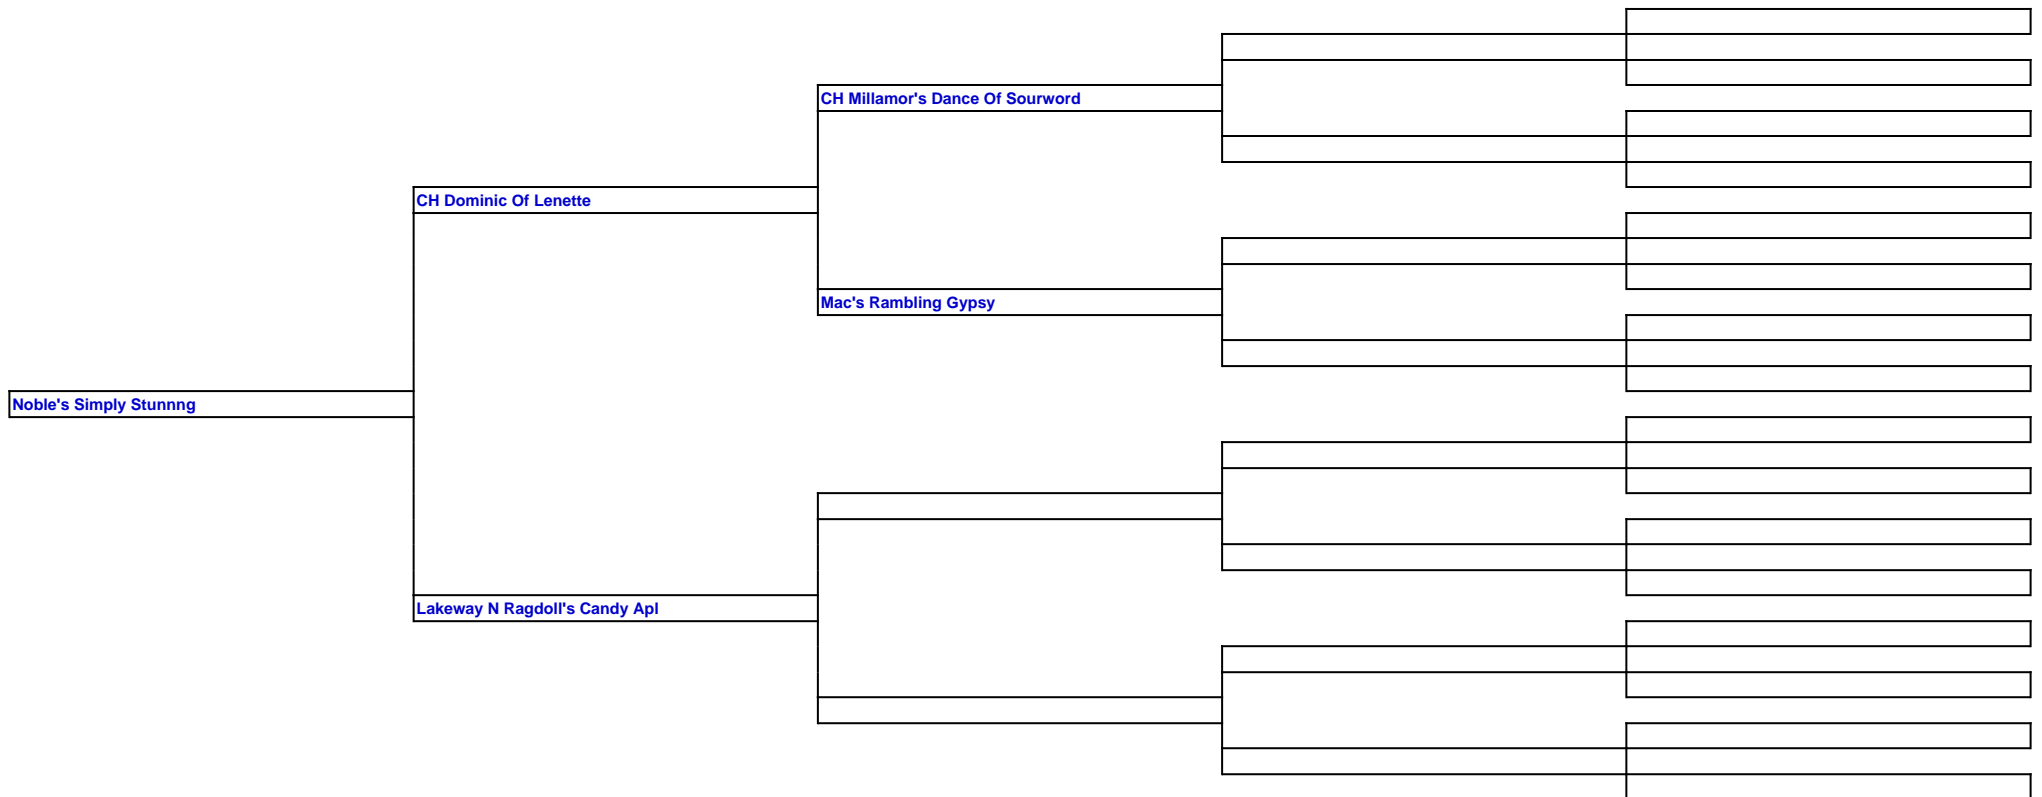 CH Millamor's Dance Of Sourword
CH Dominic Of Lenette
Mac's Rambling Gypsy
Noble's Simply Stunnng
Lakeway N Ragdoll's Candy Apl